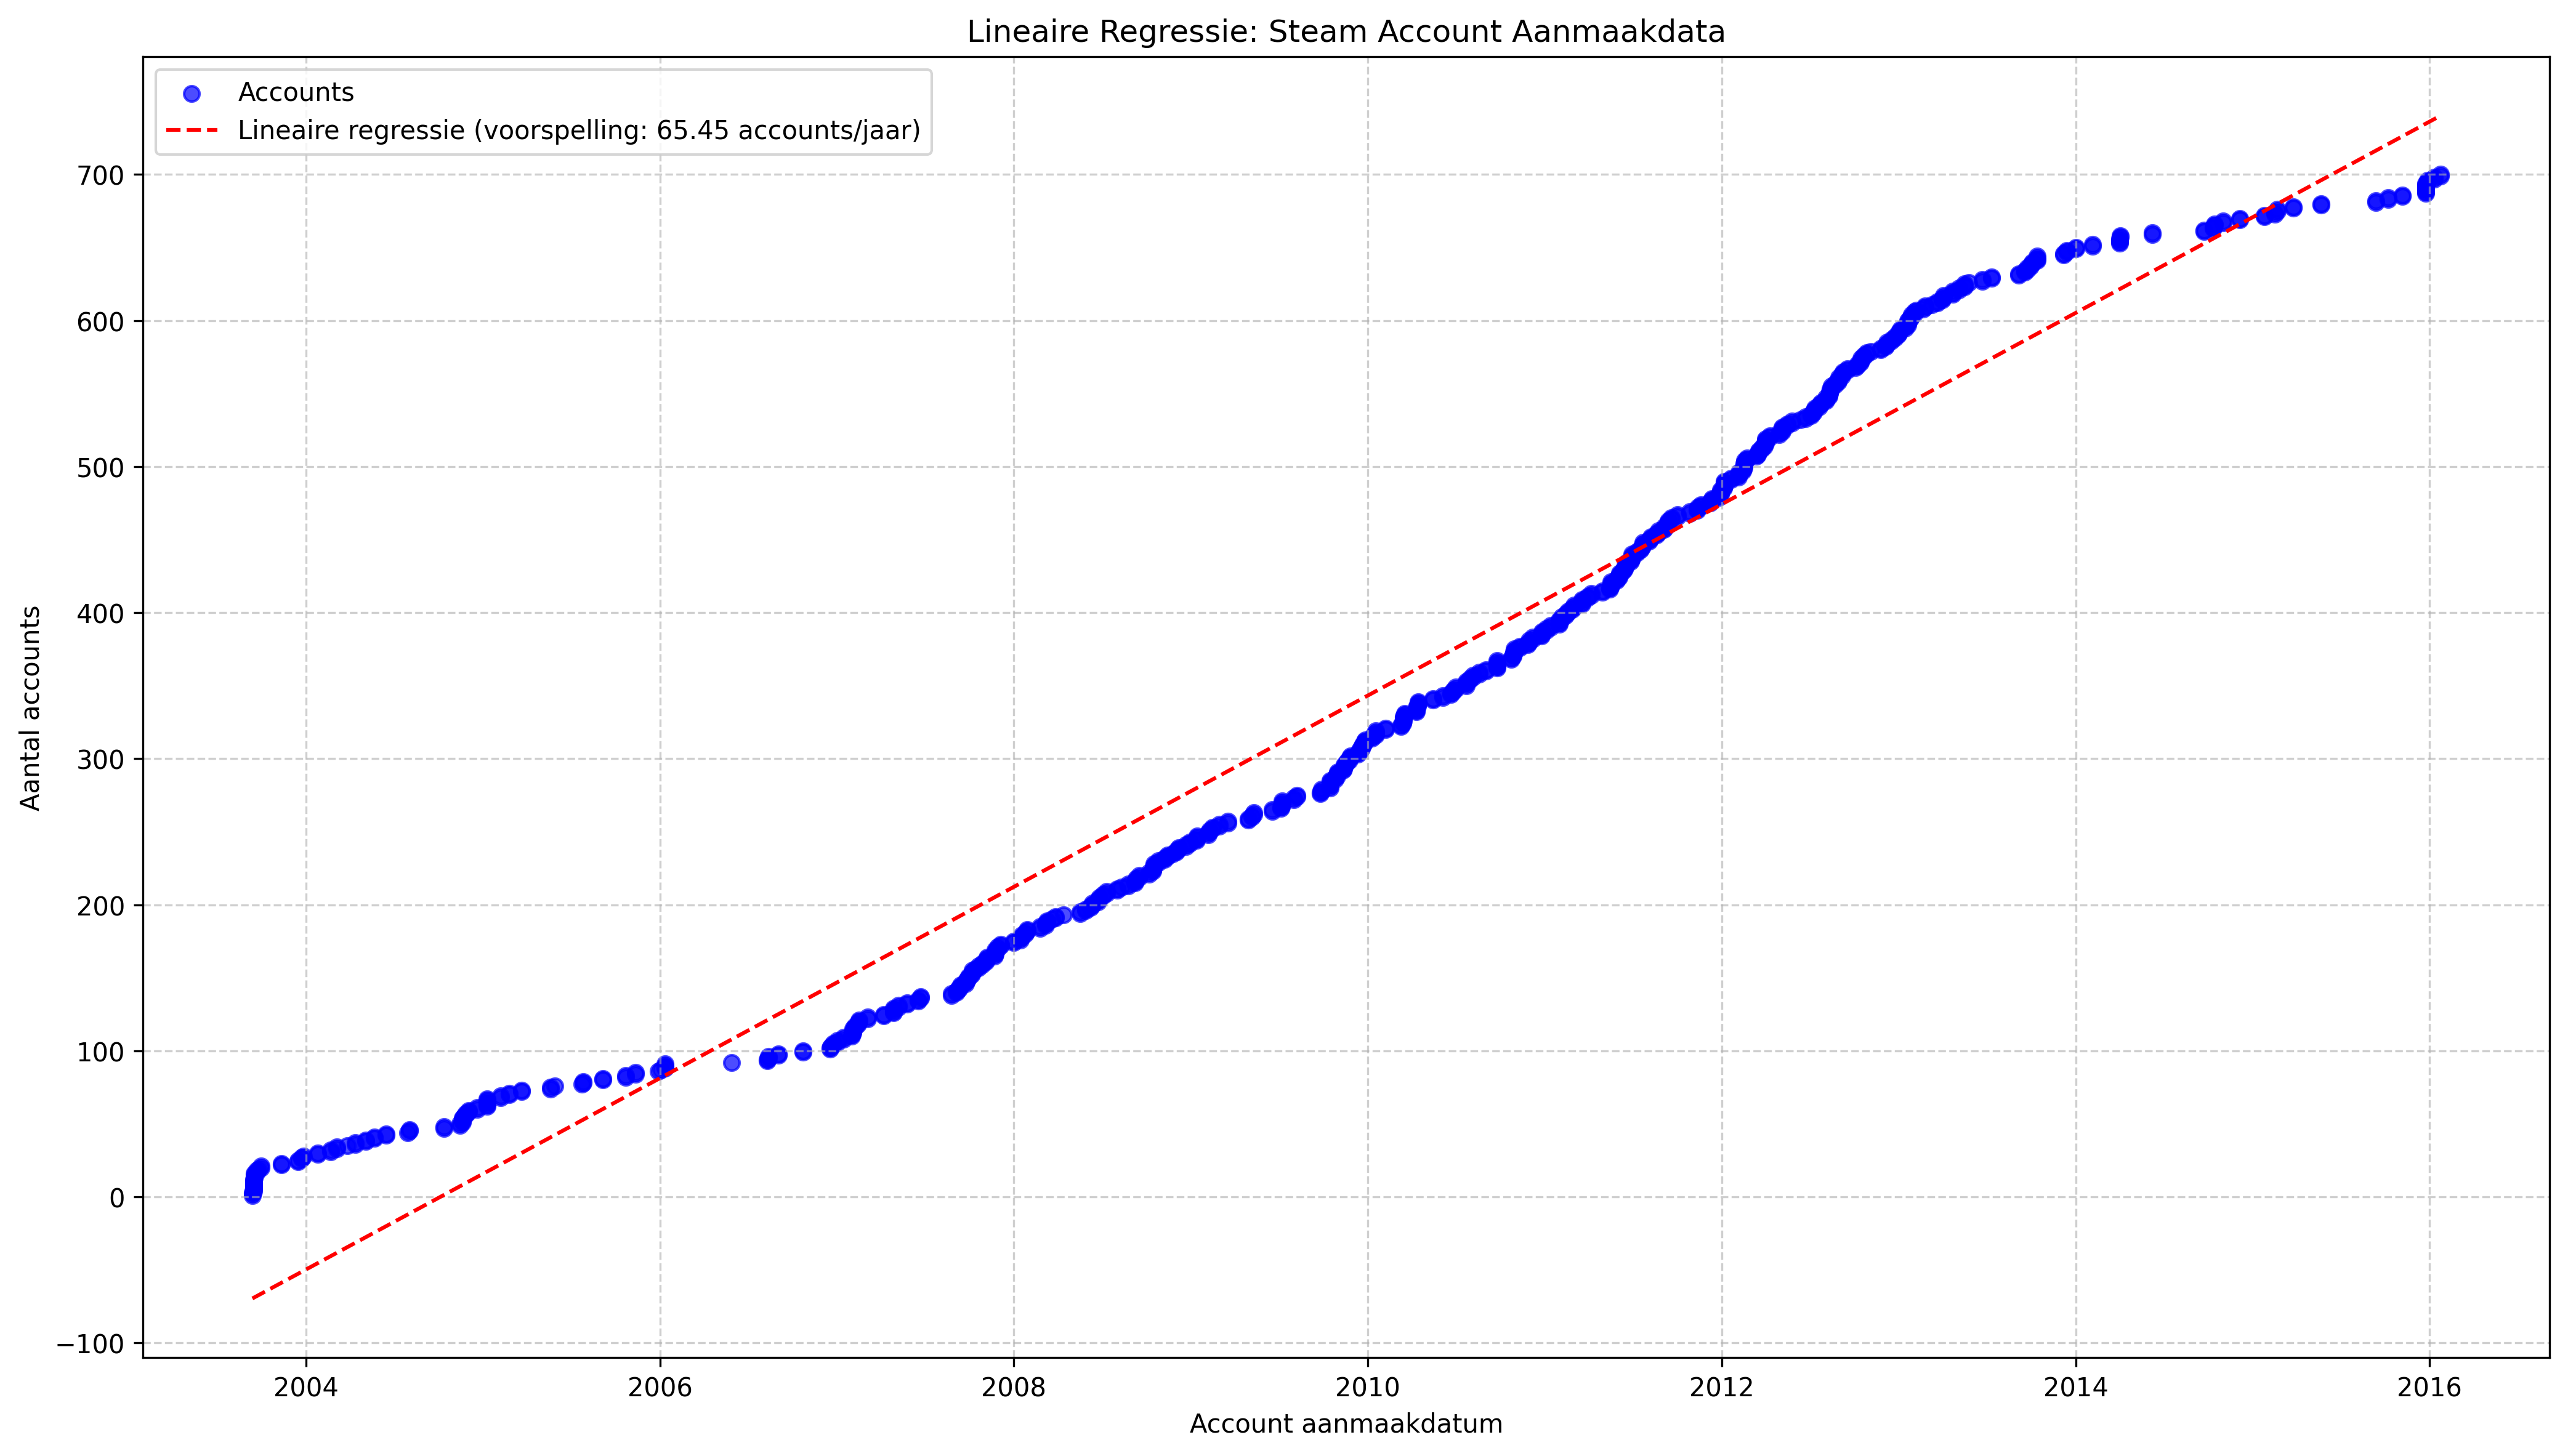 Lineaire Regressie: Steam Account Aanmaakdata
Accounts
Lineaire regressie (voorspelling: 65.45 accounts/jaar)
700
600
500
400
300
200
100
0
−100
Aantal accounts
2004 2006 2008 2010 2012 2014 2016
Account aanmaakdatum